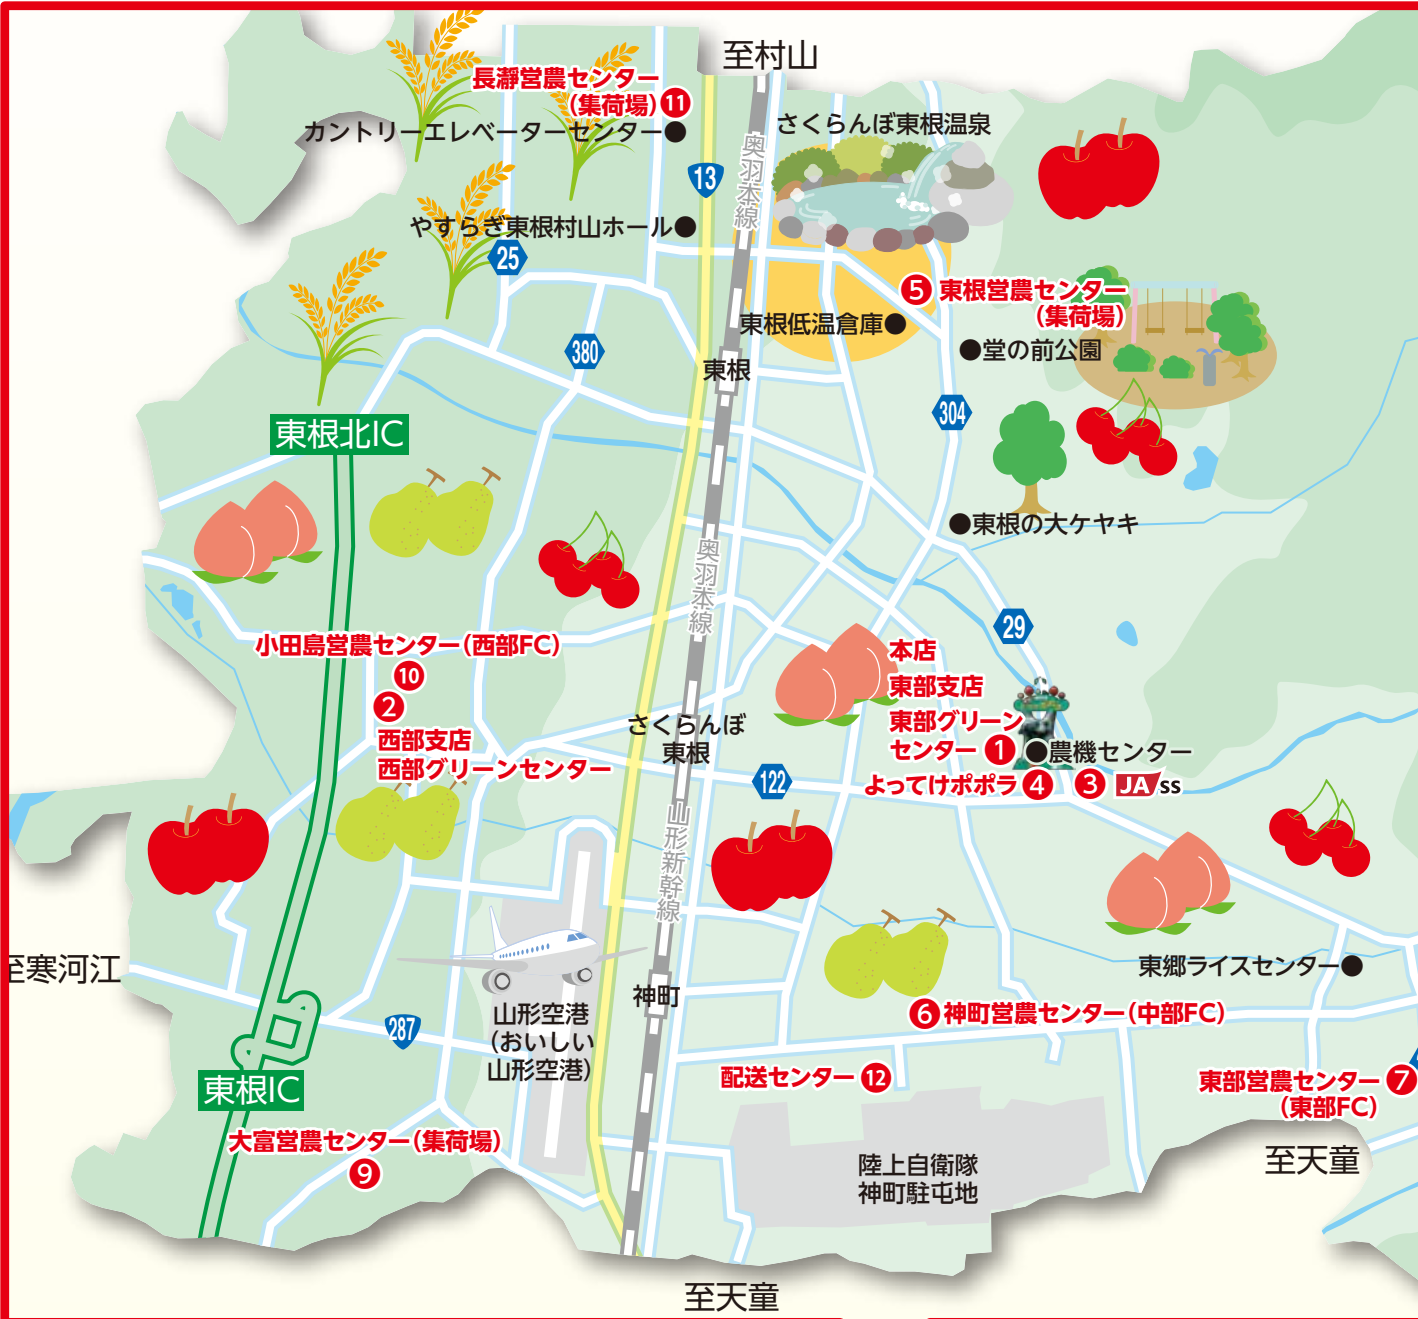 至村山
長瀞営農センター
(集荷場)⓫
カントリーエレベーターセンター
さくらんぼ東根温泉
奥羽本線
13
やすらぎ東根村山ホール
25
❺ 東根営農センター
(集荷場)
東根低温倉庫
堂の前公園
380
東根
304
東根北IC
東根の大ケヤキ
奥羽本線
29
小田島営農センター(西部FC)
❿
❷
西部支店
西部グリーンセンター
本店
東部支店
東部グリーン
センター ❶
農機センター
さくらんぼ
東根
122
よってけポポラ ❹
❸ JA ss
山形新幹線
至寒河江
東郷ライスセンター
神町
山形空港
(おいしい
山形空港)
287
❻ 神町営農センター(中部FC)
配送センター ⓬
東根IC
東部営農センター ❼
(東部FC)
大富営農センター(集荷場)
❾
陸上自衛隊
神町駐屯地
至天童
至天童